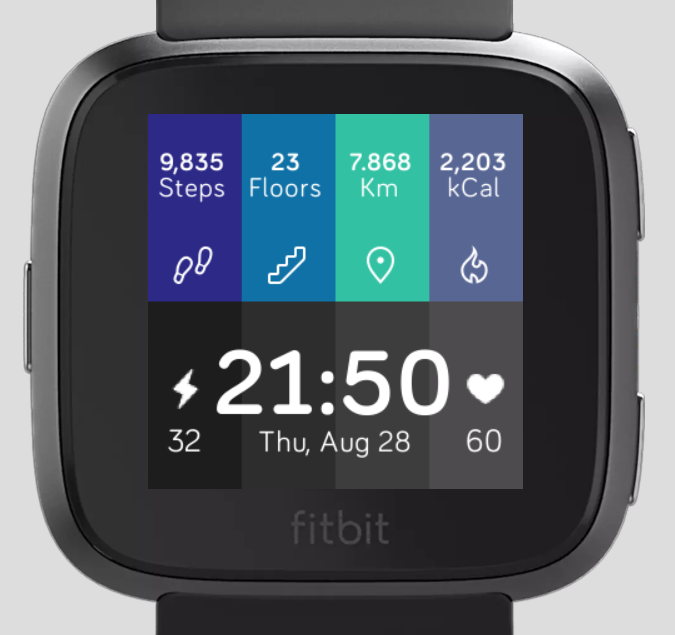 9,835 23 7.868 2,203
Steps Floors Km kCal
21:50
32 Thu, Aug 28 60
fitbit